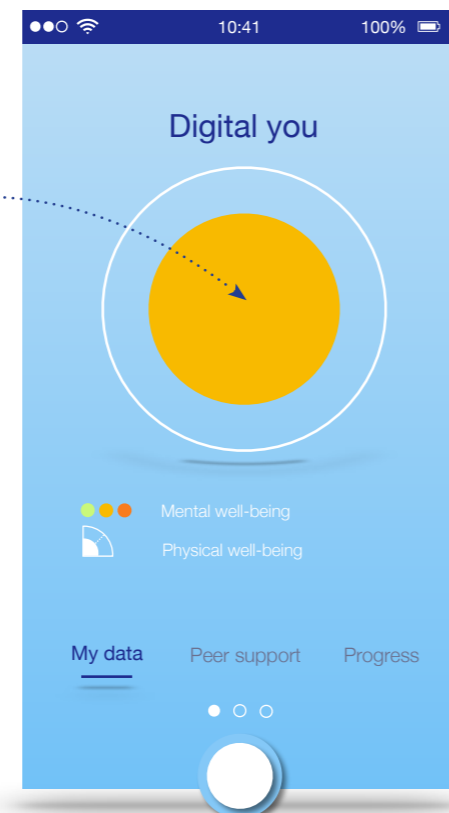 10:41
100%
Digital you
Mental well-being
Physical well-being
My data
Peer support
Progress